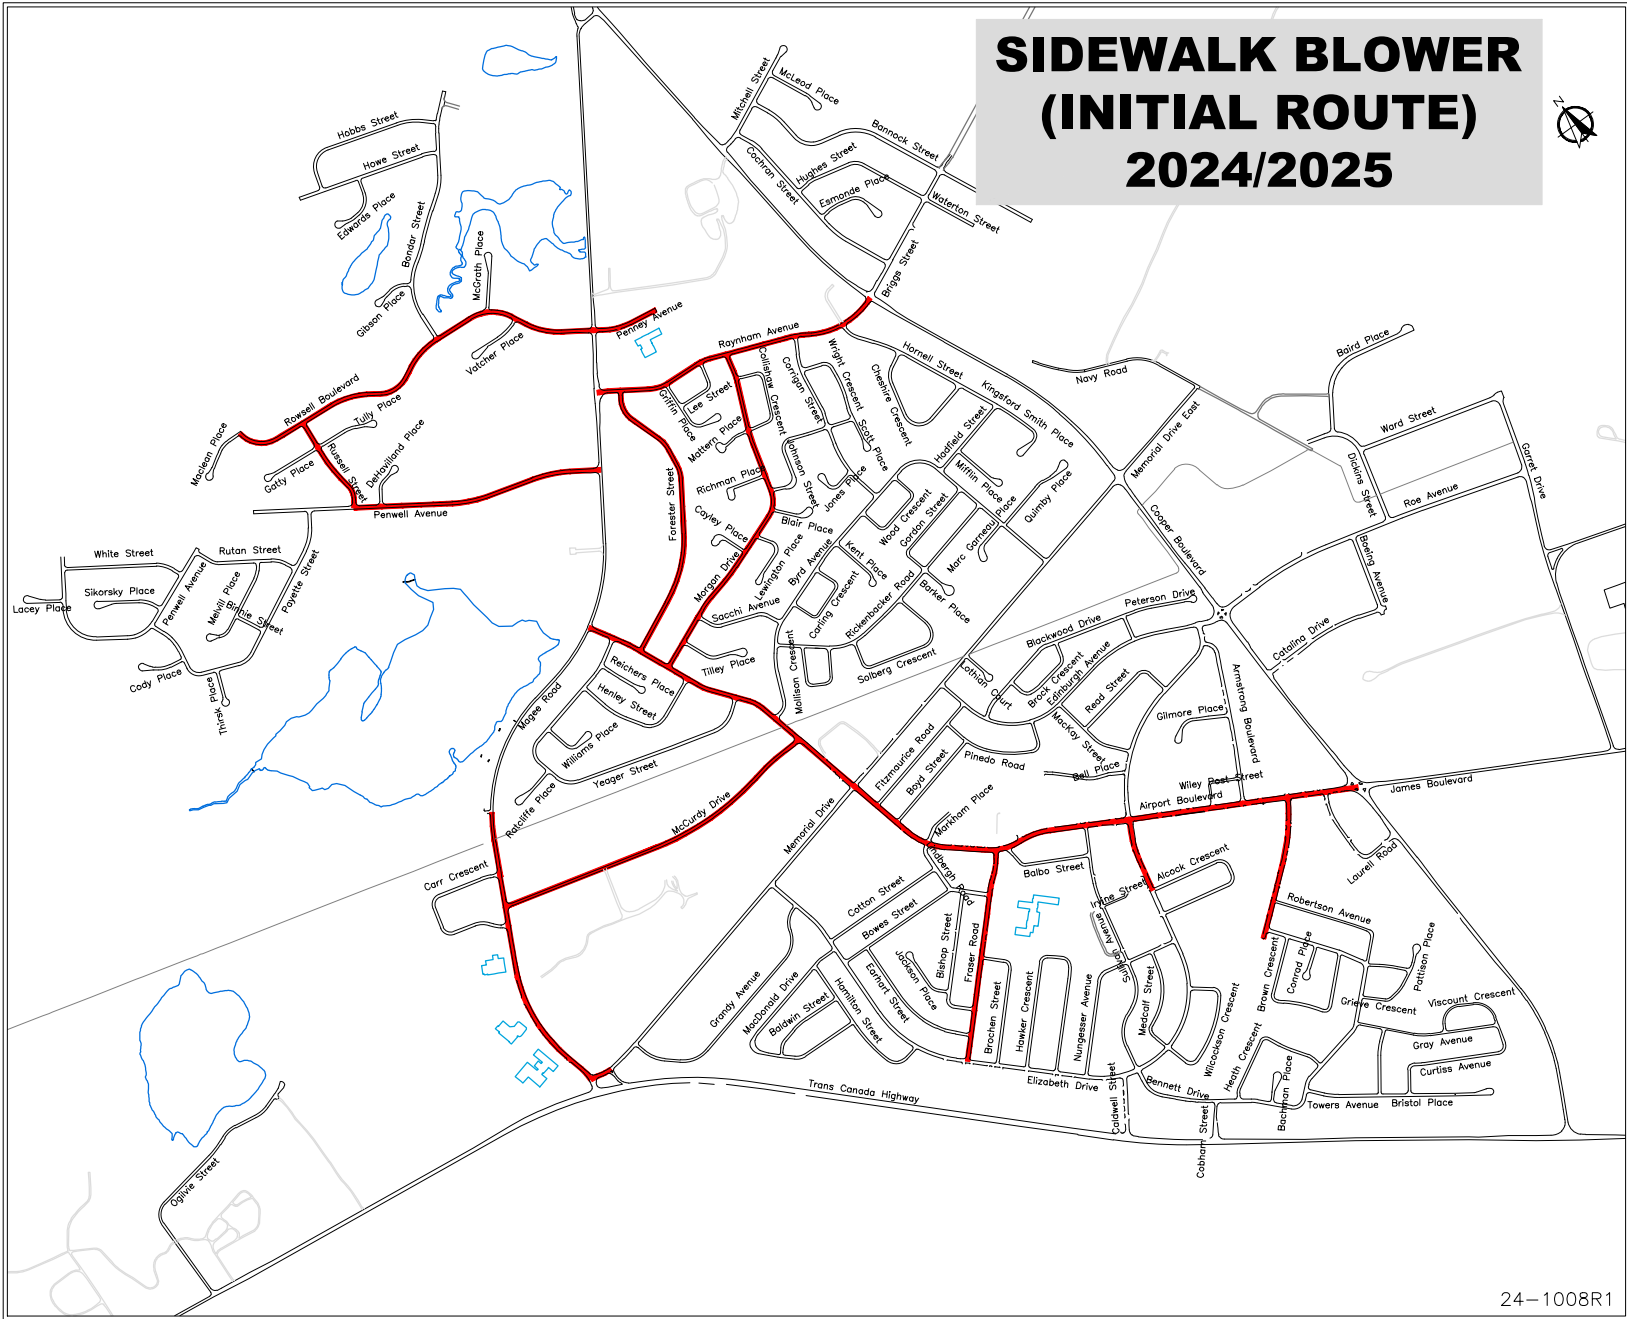 SIDEWALK BLOWER
(INITIAL ROUTE)
2024/2025
N
Mitchell Street
McLeod Place
Bannock Street
Hughes Street
Cochran Street
Esmonde Place
Waterton Street
Briggs Street
Hobbs Street
Howe Street
Edwards Place
Bondar Street
McGrath Place
Gibson Place
Vatcher Place
Penney Avenue
Raynham Avenue
Rowsell Boulevard
Tully Place
Maclean Place
Gatty Place
Russell Street
DeHavilland Place
Penwell Avenue
White Street
Rutan Street
Payette Street
Sikorsky Place
Lacey Place
Penwell Avenue
Melvill Place
Binnie Street
Cody Place
Thirsk Place
Griffin Place
Lee Street
Mattern Place
Collishaw Crescent
Corrigan Street
Wright Crescent
Scott Place
Cheshire Crescent
Hornell Street
Kingsford Smith Place
Hadfield Street
Mifflin Place
Quimby Place
Navy Road
Memorial Drive East
Baird Place
Ward Street
Garret Drive
Dickins Street
Roe Avenue
Boeing Avenue
Catalina Drive
Cooper Boulevard
Richman Place
Johnson Street
Jones Place
Forester Street
Cayley Place
Blair Place
Lewington Place
Morgan Drive
Sacchi Avenue
Byrd Avenue
Kent Place
Carling Crescent
Wood Crescent
Gordon Street
Marc Garneau Place
Rickenbacker Road
Barker Place
Solberg Crescent
Mollison Crescent
Tilley Place
Reichers Place
Henley Street
Williams Place
Magee Road
Yeager Street
Ratcliffe Place
McCurdy Drive
Carr Crescent
Memorial Drive
Peterson Drive
Blackwood Drive
Lothian Court
Brock Crescent
Edinburgh Avenue
Read Street
MacKay Street
Gilmore Place
Armstrong Boulevard
Fitzmaurice Road
Boyd Street
Pinedo Road
Bell Place
Wiley Post Street
Airport Boulevard
James Boulevard
Markham Place
Balbo Street
Irvine Street
Alcock Crescent
Laurell Road
Cotton Street
Bowes Street
Bishop Street
Fraser Road
Jackson Place
Earhart Street
Hamilton Street
Grandy Avenue
MacDonald Drive
Baldwin Street
Brochen Street
Hawker Crescent
Nungesser Avenue
Sullivan Avenue
Medcalf Street
Wilcockson Crescent
Robertson Avenue
Brown Crescent
Conrad Place
Pattison Place
Grieve Crescent
Viscount Crescent
Gray Avenue
Curtiss Avenue
Heath Crescent
Bachman Place
Towers Avenue
Bristol Place
Elizabeth Drive
Bennett Drive
Caldwell Street
Cobham Street
Trans Canada Highway
Ogilvie Street
24-1008R1